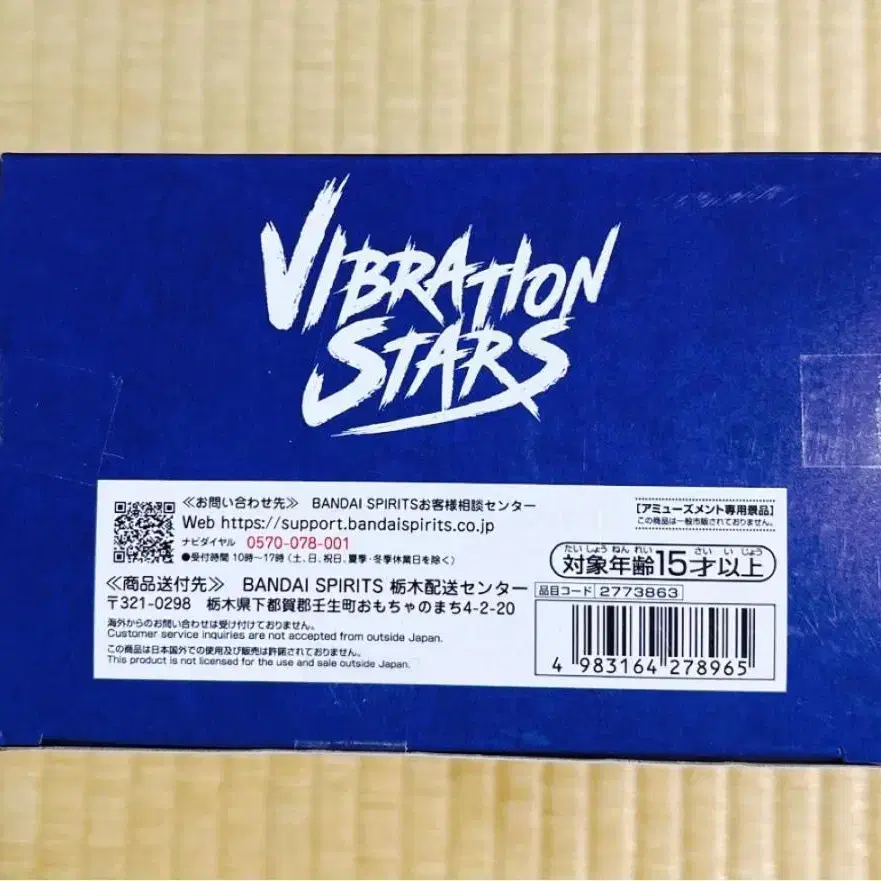 VIBRATION
STARS
≪お問い合わせ先≫ BANDAI SPIRITSお客様相談センター
Web https://support.bandaispirits.co.jp
ナビダイヤル 0570-078-001
●受付時間 10時〜17時（土、日、祝日、夏季・冬季休業日を除く）
≪商品送付先≫ BANDAI SPIRITS 栃木配送センター
〒321-0298 栃木県下都賀郡壬生町おもちゃのまち4-2-20
海外からのお問い合わせは受け付けておりません。
Customer service inquiries are not accepted from outside Japan.
この商品は日本国外での使用及び販売は許諾されておりません。
This product is not licensed for the use and sale outside Japan.
【アミューズメント専用景品】
この商品は一般市販されておりません。
たいしょうねんれい さい いじょう
対象年齢15才以上
品目コード 2773863
4 983164 278965